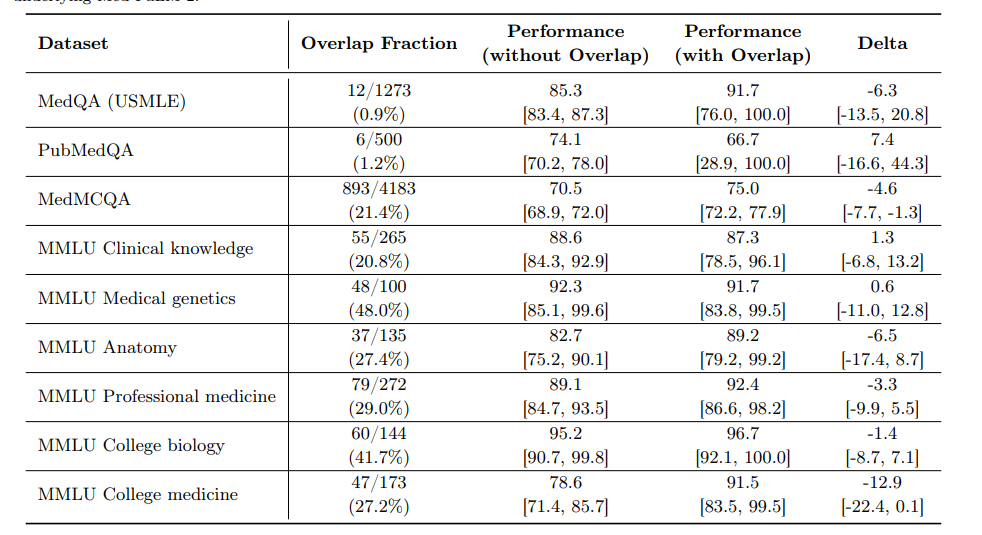 underlying Med-PaLM 2.
Dataset Overlap Fraction Performance (without Overlap) Performance (with Overlap) Delta
MedQA (USMLE) 12/1273 85.3 91.7 -6.3
(0.9%) [83.4, 87.3] [76.0, 100.0] [-13.5, 20.8]
PubMedQA 6/500 74.1 66.7 7.4
(1.2%) [70.2, 78.0] [28.9, 100.0] [-16.6, 44.3]
MedMCQA 893/4183 70.5 75.0 -4.6
(21.4%) [68.9, 72.0] [72.2, 77.9] [-7.7, -1.3]
MMLU Clinical knowledge 55/265 88.6 87.3 1.3
(20.8%) [84.3, 92.9] [78.5, 96.1] [-6.8, 13.2]
MMLU Medical genetics 48/100 92.3 91.7 0.6
(48.0%) [85.1, 99.6] [83.8, 99.5] [-11.0, 12.8]
MMLU Anatomy 37/135 82.7 89.2 -6.5
(27.4%) [75.2, 90.1] [79.2, 99.2] [-17.4, 8.7]
MMLU Professional medicine 79/272 89.1 92.4 -3.3
(29.0%) [84.7, 93.5] [86.6, 98.2] [-9.9, 5.5]
MMLU College biology 60/144 95.2 96.7 -1.4
(41.7%) [90.7, 99.8] [92.1, 100.0] [-8.7, 7.1]
MMLU College medicine 47/173 78.6 91.5 -12.9
(27.2%) [71.4, 85.7] [83.5, 99.5] [-22.4, 0.1]